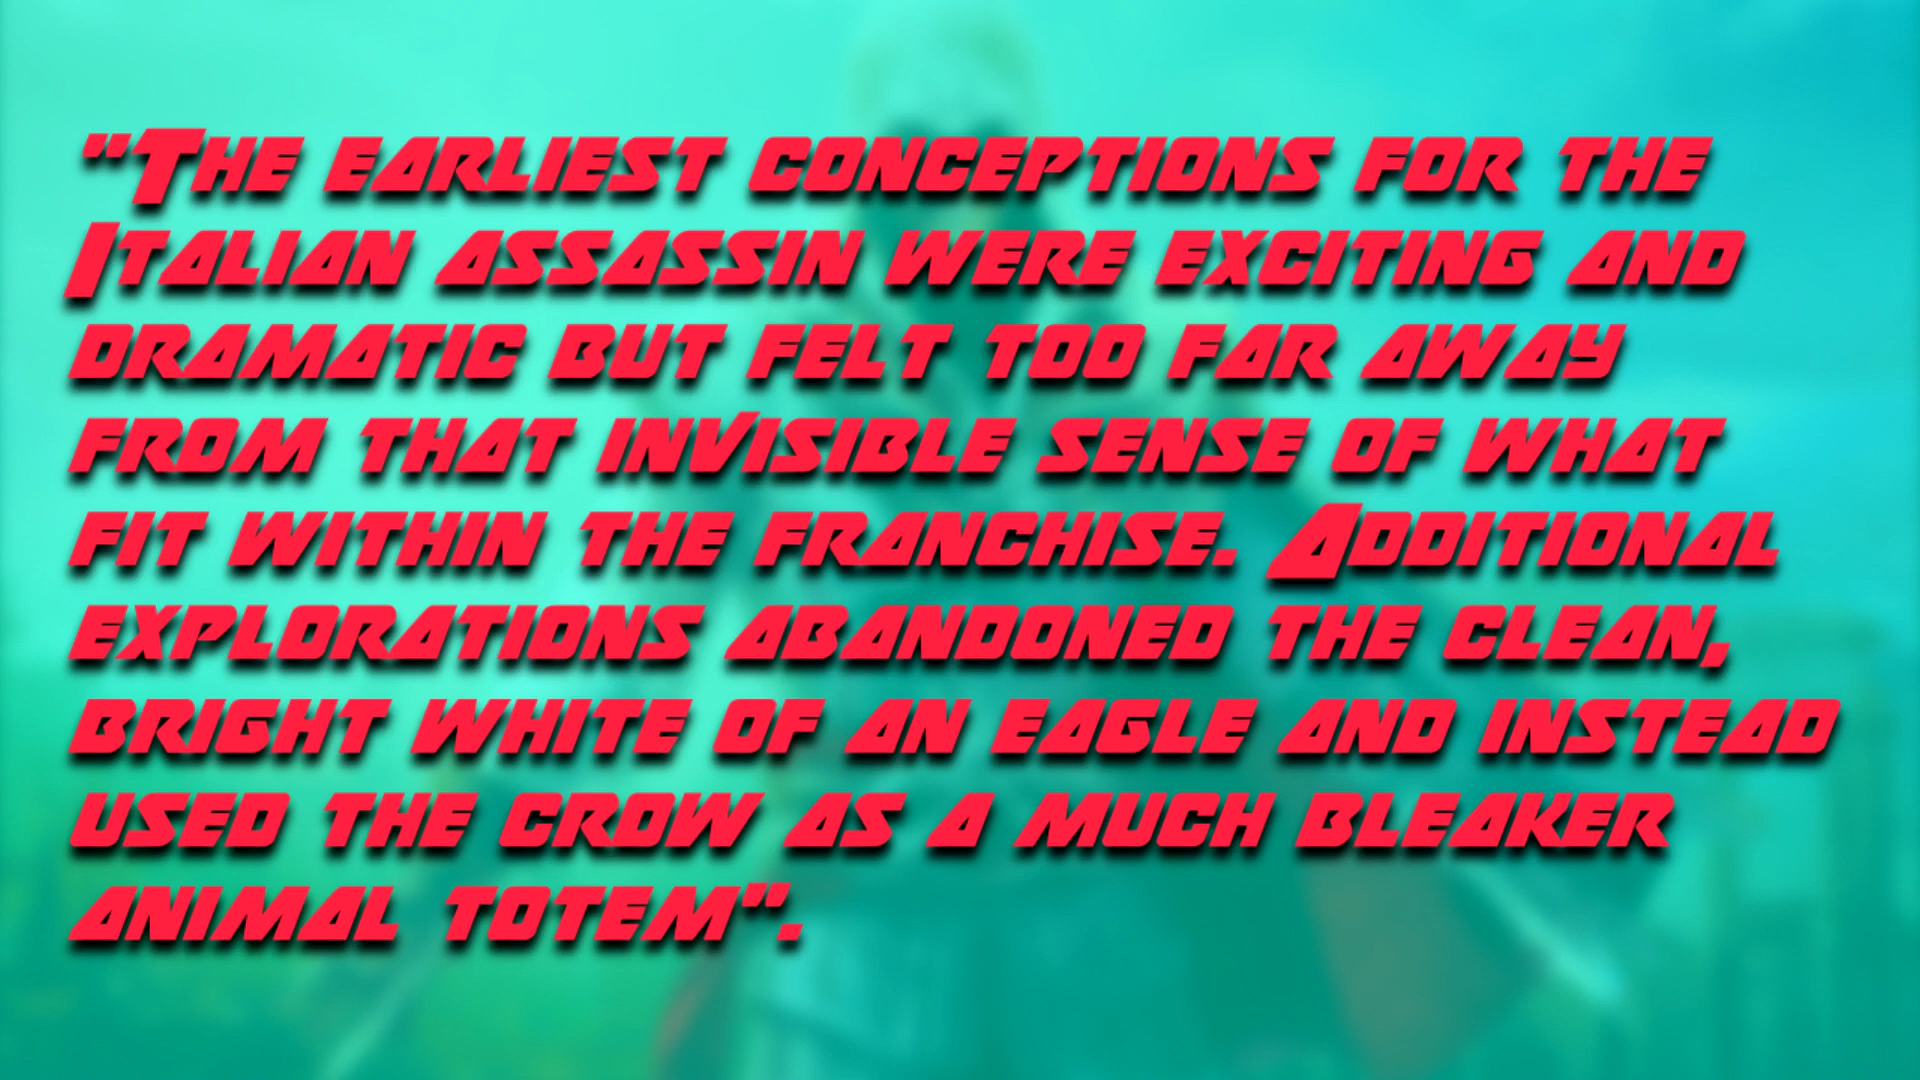 "The earliest conceptions for the
Italian assassin were exciting and
dramatic but felt too far away
from that invisible sense of what
fit within the franchise. Additional
explorations abandoned the clean,
bright white of an eagle and instead
used the crow as a much bleaker
animal totem".